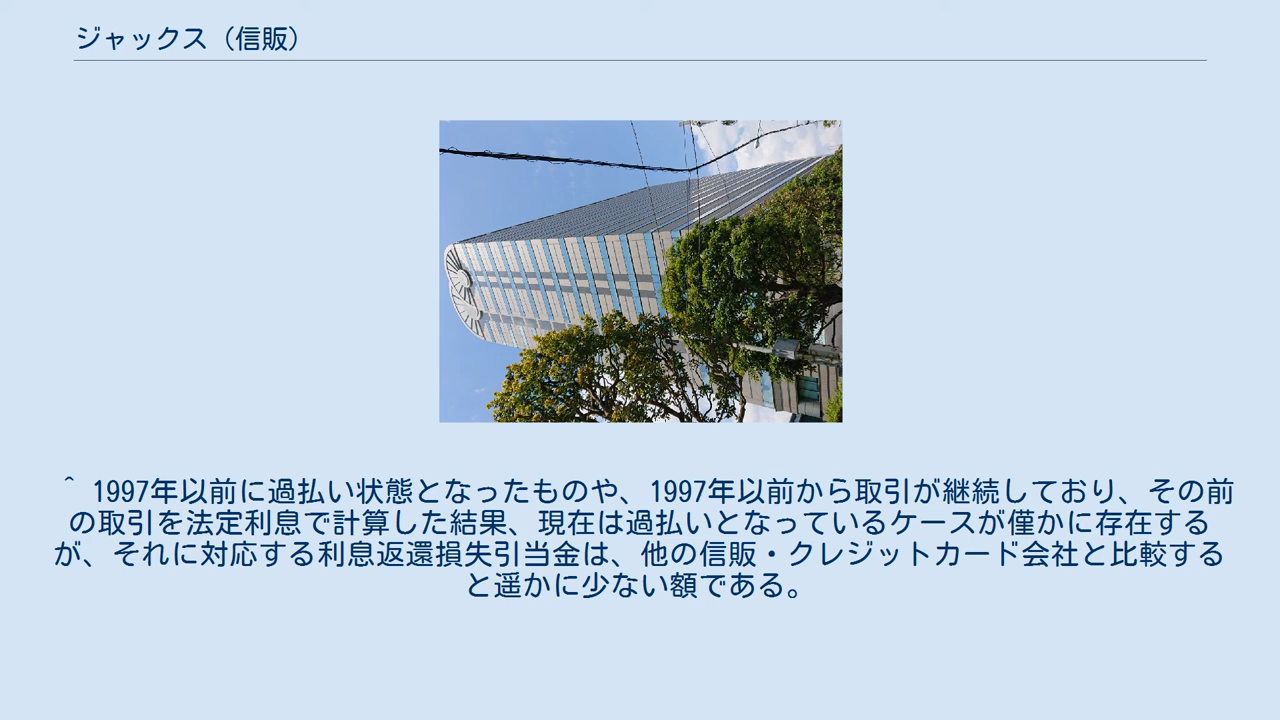 ジャックス（信販）
^ 1997年以前に過払い状態となったものや、1997年以前から取引が継続しており、その前
の取引を法定利息で計算した結果、現在は過払いとなっているケースが僅かに存在する
が、それに対応する利息返還損失引当金は、他の信販・クレジットカード会社と比較する
と遥かに少ない額である。